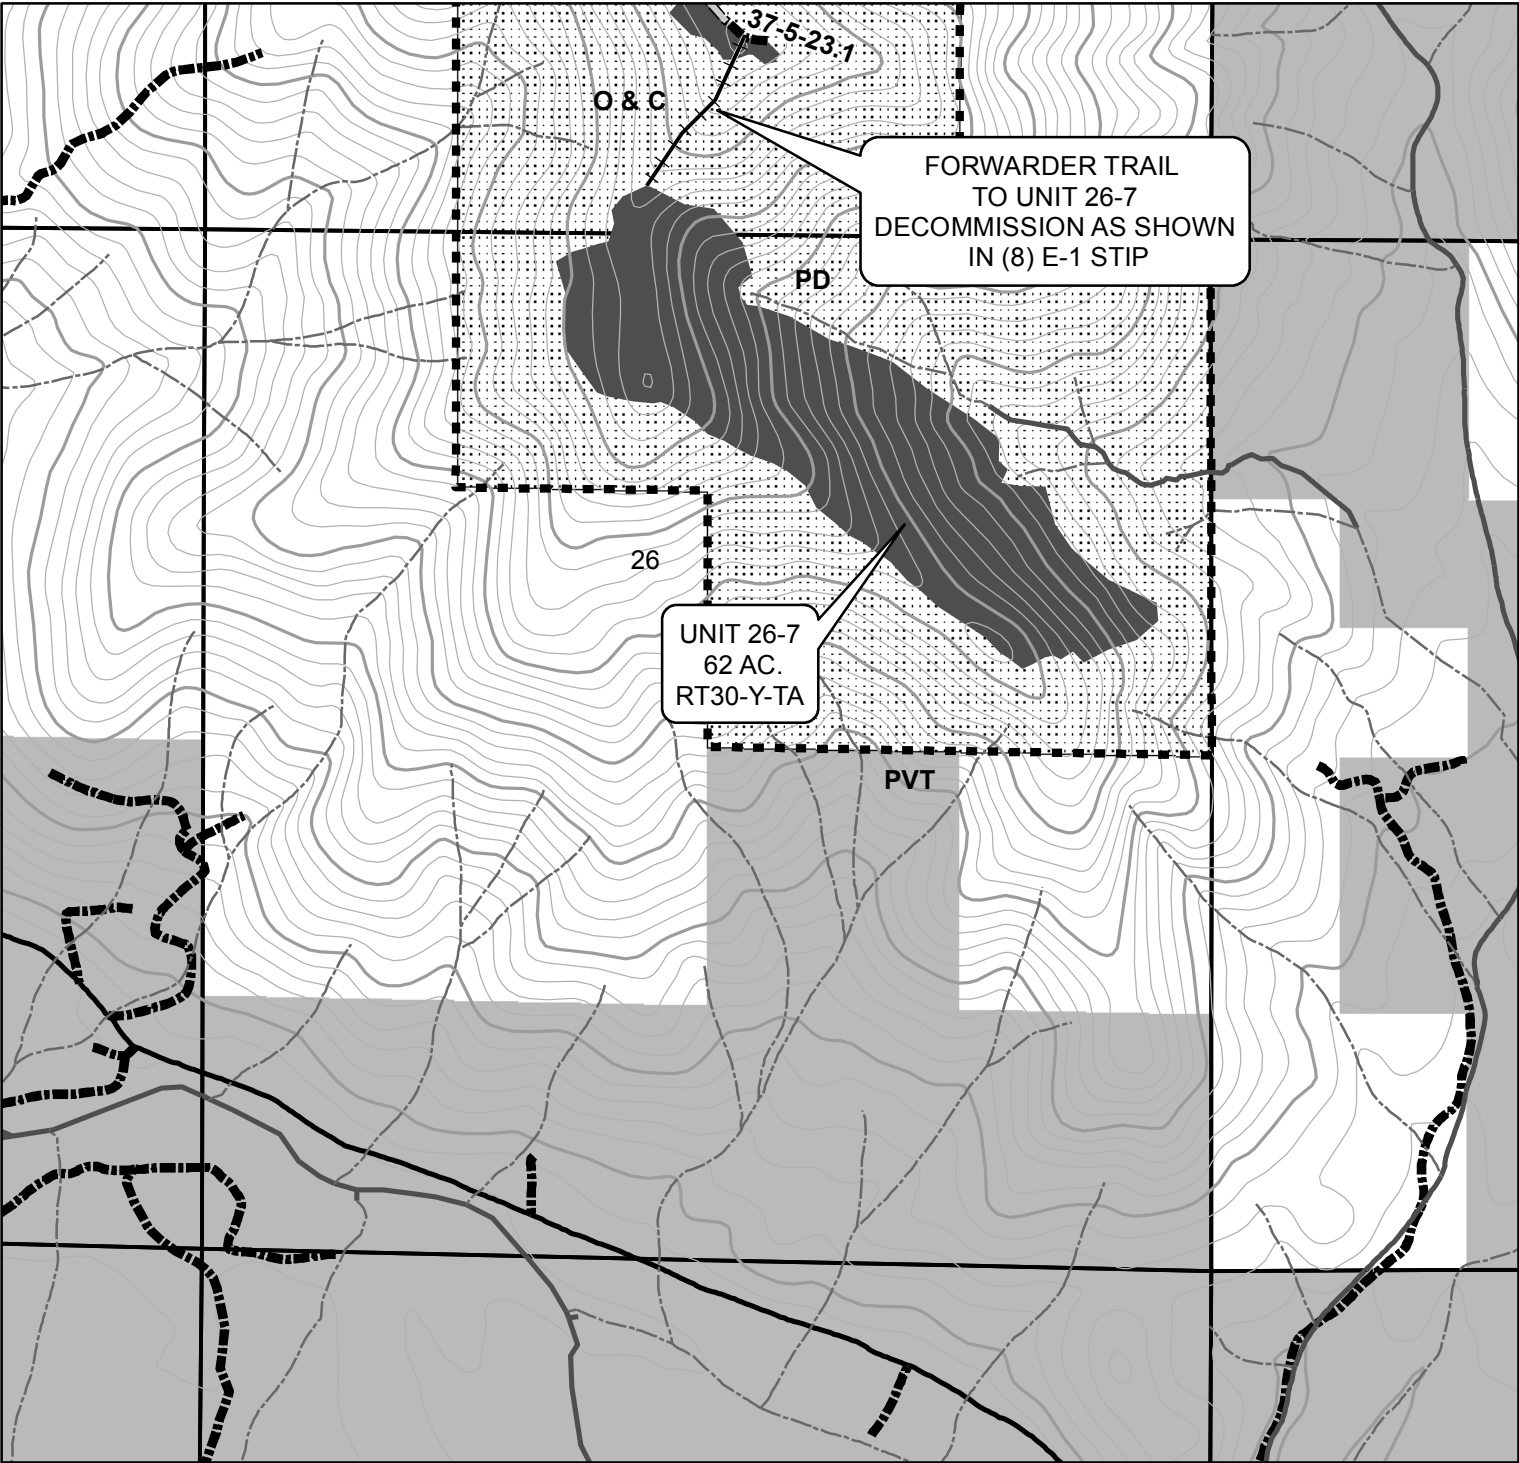 37-5-23.1
O & C
FORWARDER TRAIL
TO UNIT 26-7
DECOMMISSION AS SHOWN
IN (8) E-1 STIP
PD
26
UNIT 26-7
62 AC.
RT30-Y-TA
PVT